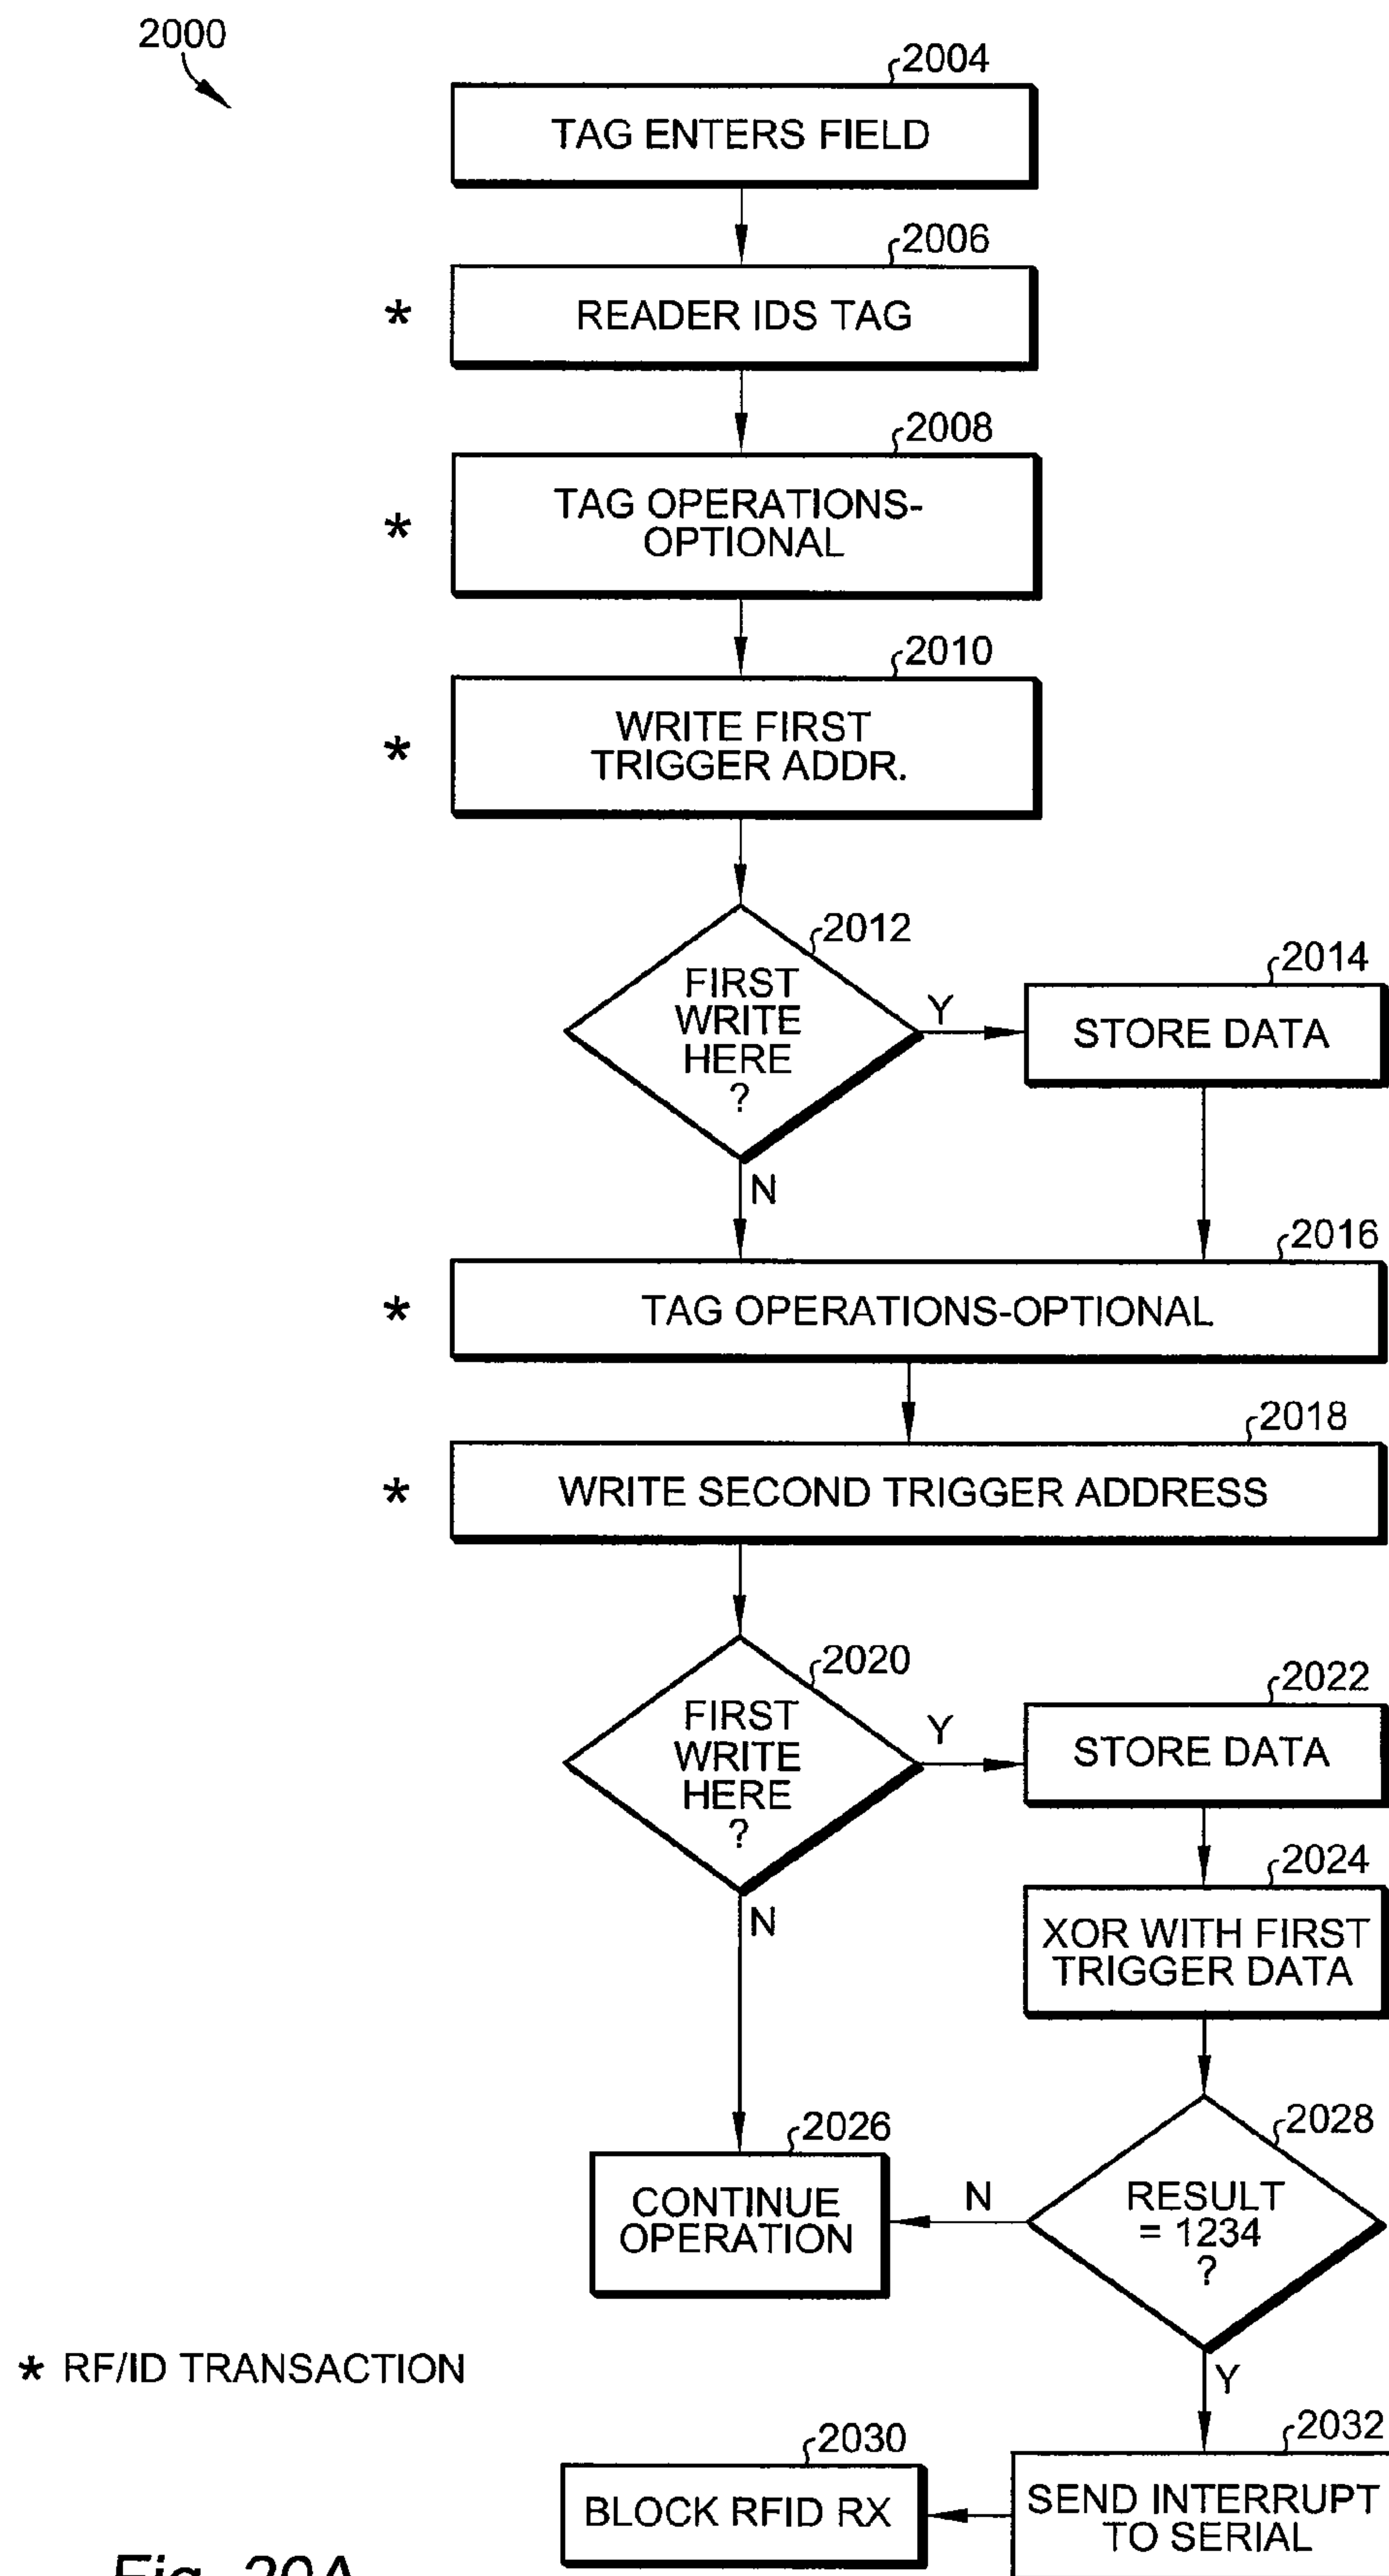 2000
2004
TAG ENTERS FIELD
2006
* READER IDS TAG
2008
* TAG OPERATIONS-
OPTIONAL
2010
* WRITE FIRST
TRIGGER ADDR.
2012
FIRST
WRITE
HERE
?
Y
2014
STORE DATA
N
2016
* TAG OPERATIONS-OPTIONAL
2018
* WRITE SECOND TRIGGER ADDRESS
2020
FIRST
WRITE
HERE
?
Y
2022
STORE DATA
2024
XOR WITH FIRST
TRIGGER DATA
N
2026
CONTINUE
OPERATION
N
2028
RESULT
= 1234
?
Y
* RF/ID TRANSACTION
2030
BLOCK RFID RX
2032
SEND INTERRUPT
TO SERIAL
Fig. 20A